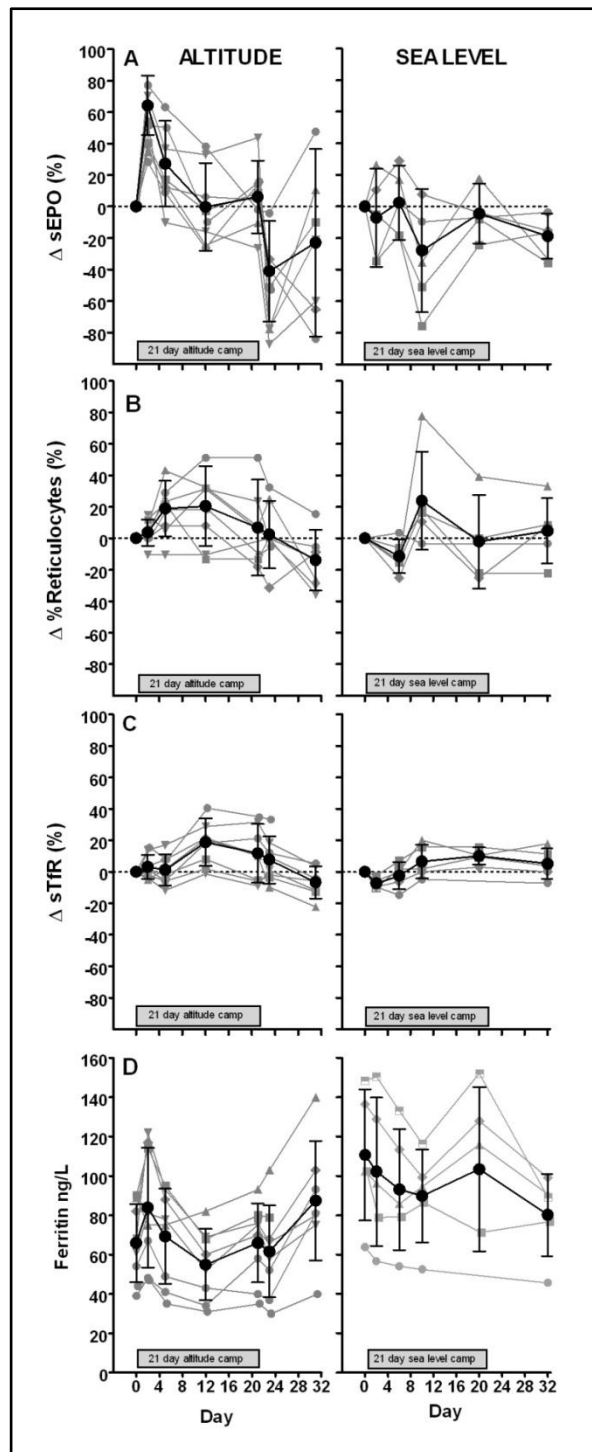 ALTITUDE SEA LEVEL
A
Δ sEPO (%)
100
80
60
40
20
0
-20
-40
-60
-80
21 day altitude camp
21 day sea level camp
B
Δ %Reticulocytes (%)
100
80
60
40
20
0
-20
-40
-60
-80
21 day altitude camp
21 day sea level camp
C
Δ sTfR (%)
100
80
60
40
20
0
-20
-40
-60
-80
21 day altitude camp
21 day sea level camp
D
Ferritin ng/L
160
140
120
100
80
60
40
20
0
21 day altitude camp
21 day sea level camp
0 4 8 12 16 20 24 28 32
0 4 8 12 16 20 24 28 32
Day
Day